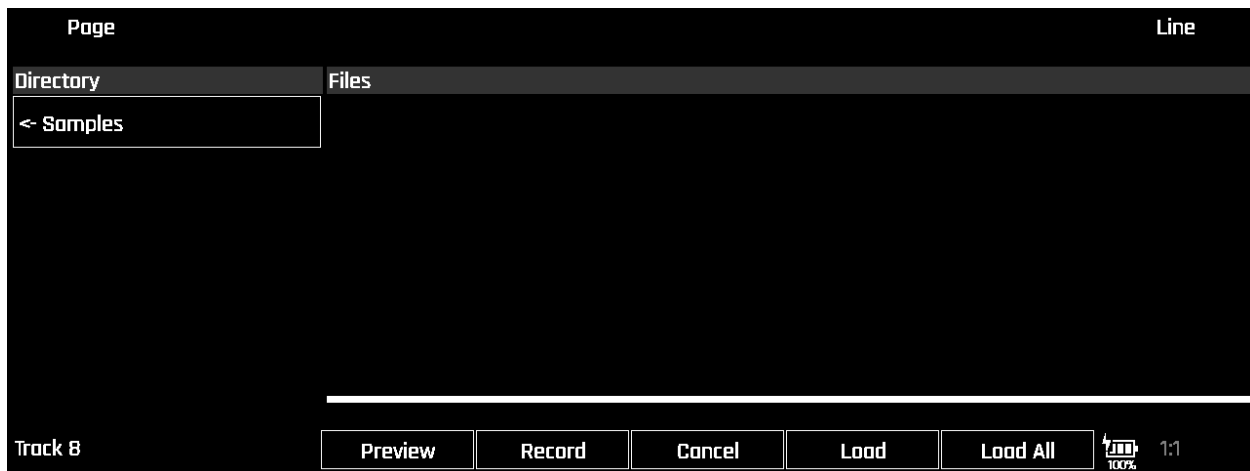 Page Line
Directory Files
<- Samples
Track 8 Preview Record Cancel Load Load All 100% 1:1